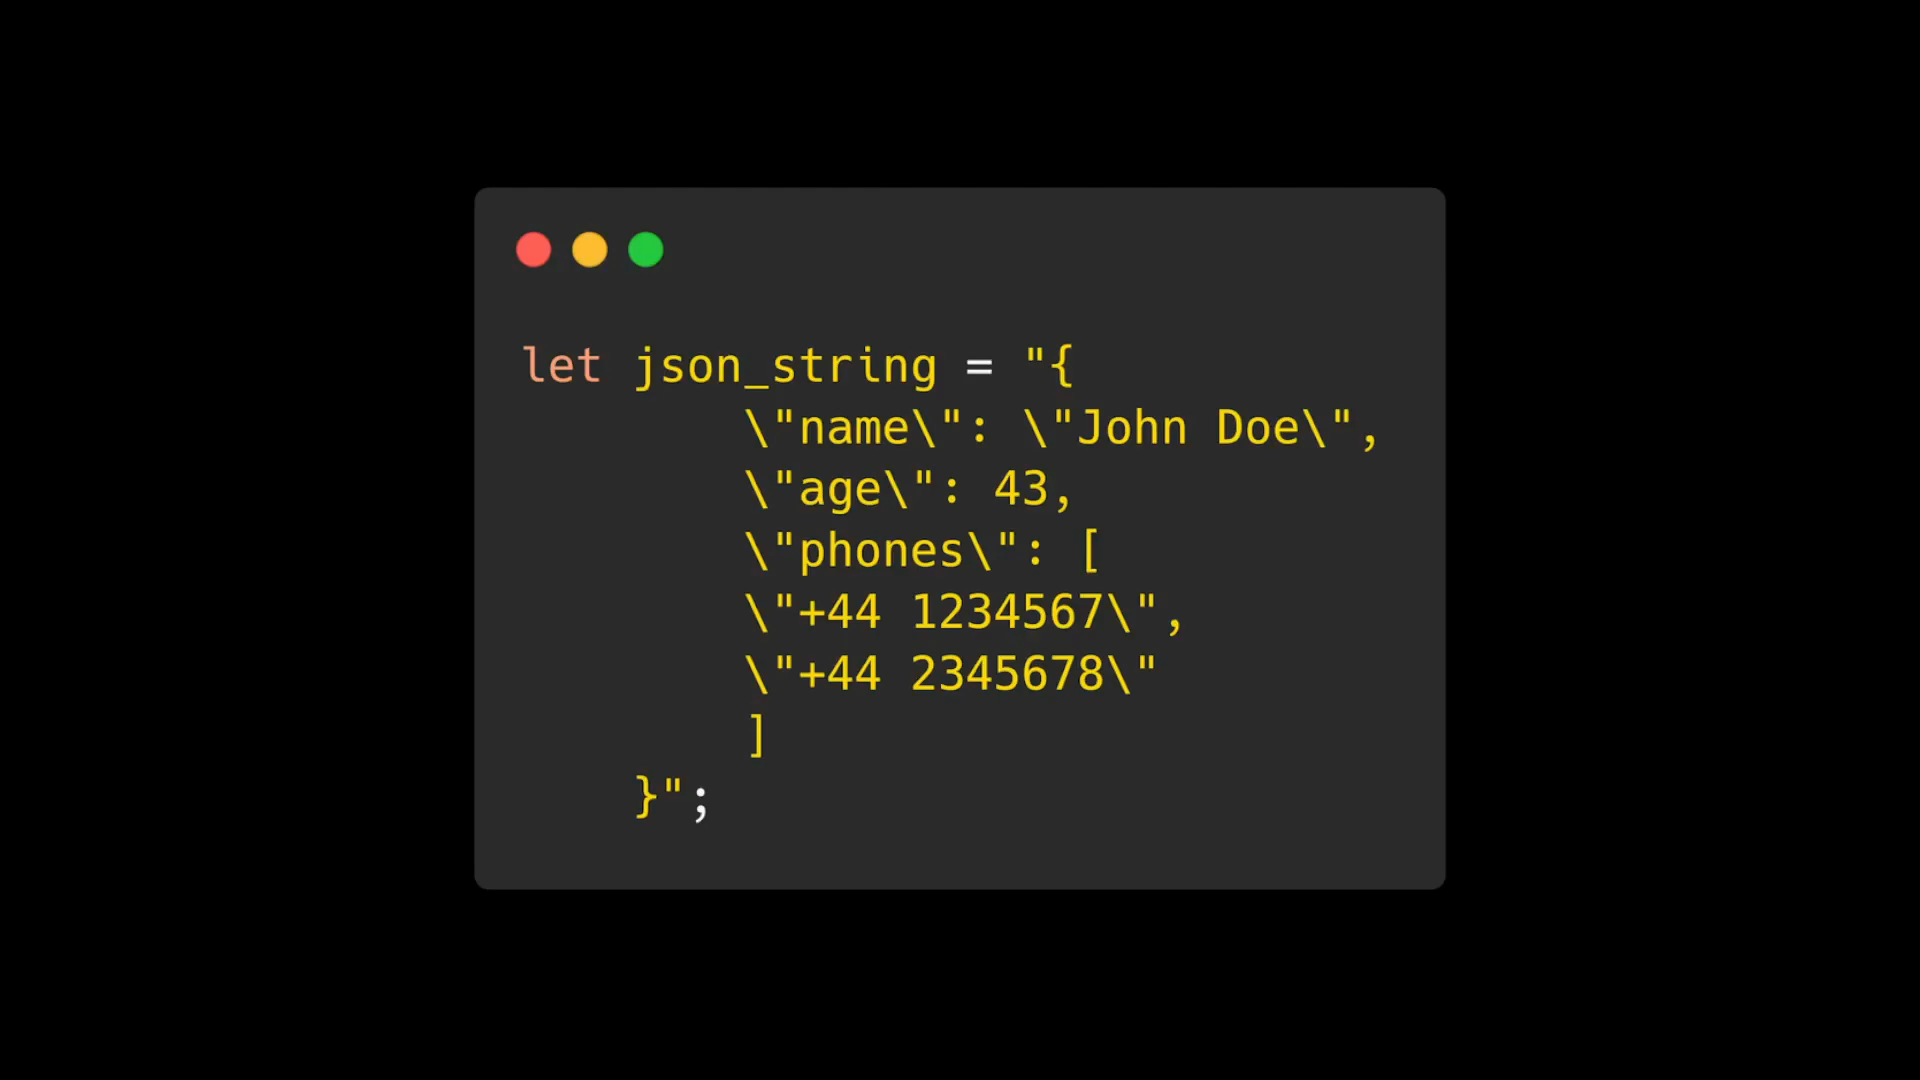 let json_string = "{
        \"name\": \"John Doe\",
        \"age\": 43,
        \"phones\": [
        \"+44 1234567\",
        \"+44 2345678\"
        ]
    }";